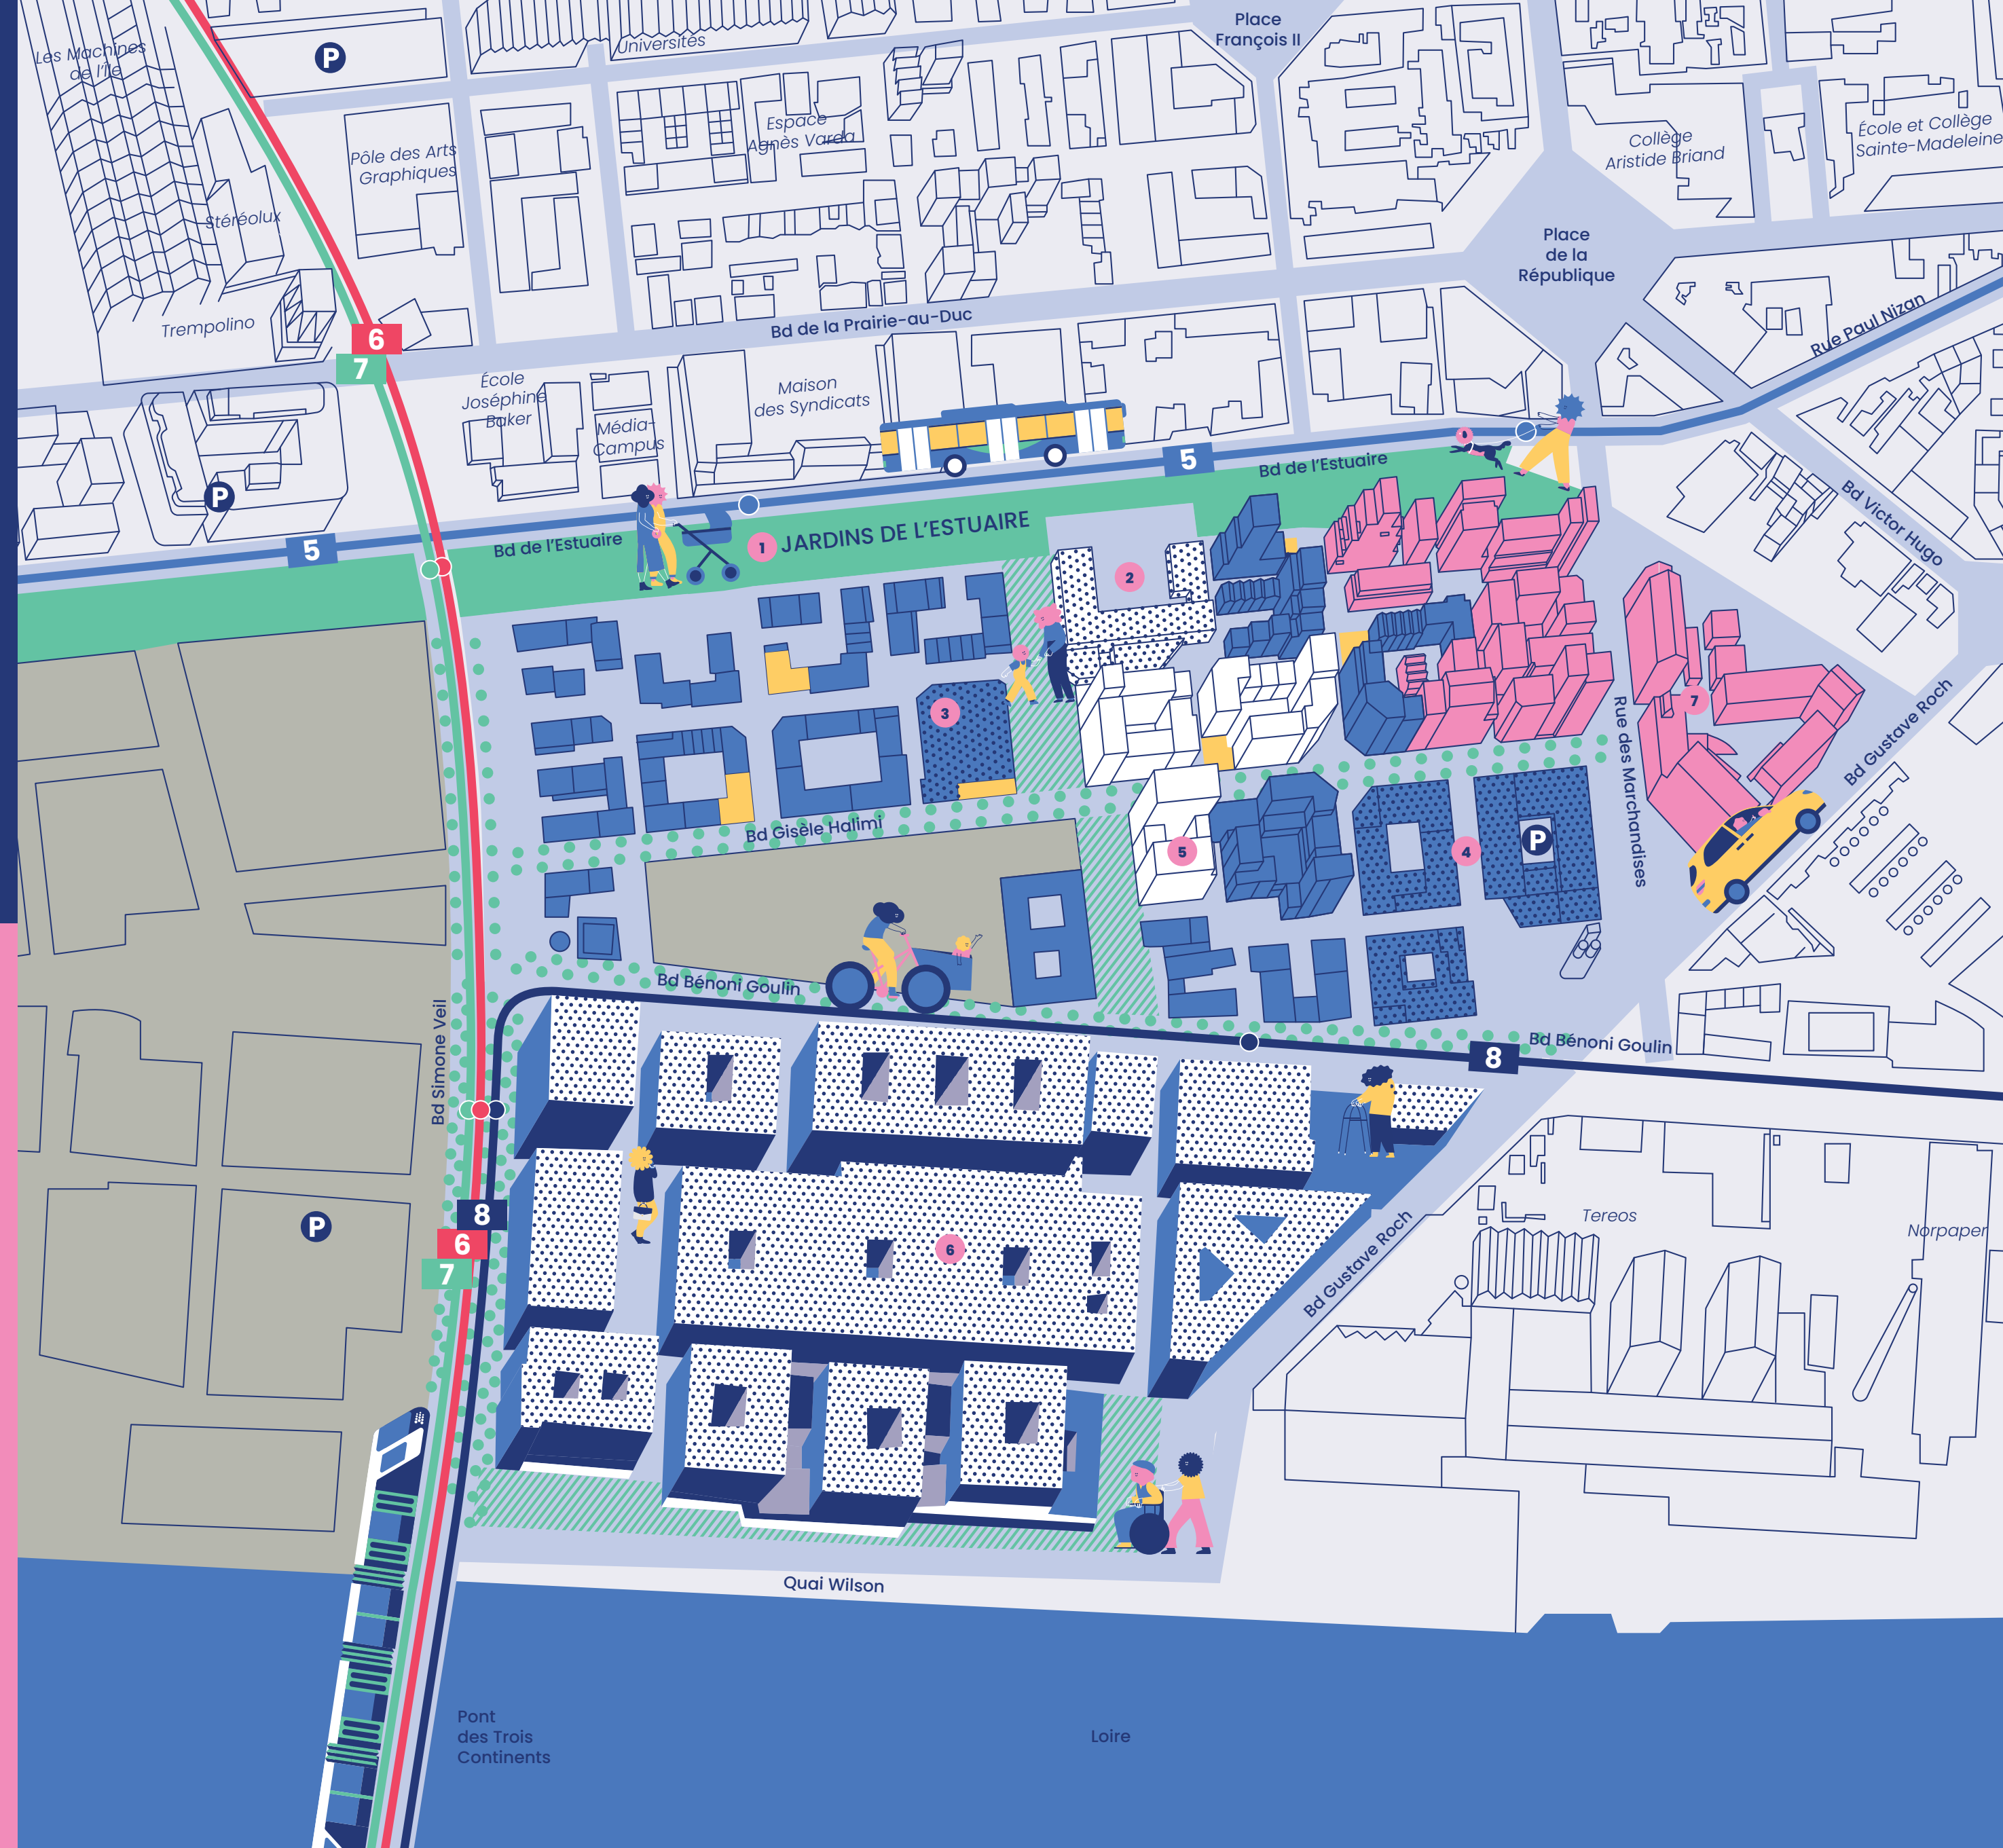 Place
François II
Les Machines
de l'Île
P
Universités
Pôle des Arts
Graphiques
Espace
Agnès Varda
Collège
Aristide Briand
École et Collège
Sainte-Madeleine
Stéréolux
Place
de la
République
Trempolino
6
7
Bd de la Prairie-au-Duc
Rue Paul Nizan
École
Joséphine
Baker
Maison
des Syndicats
Média-
Campus
P
5
5
Bd de l'Estuaire
Bd de l'Estuaire
1
JARDINS DE L'ESTUAIRE
Bd Victor Hugo
2
3
7
Rue des Marchandises
Bd Gustave Roch
Bd Gisèle Halimi
5
4
P
Bd Bénoni Goulin
Bd Simone Veil
8
Bd Bénoni Goulin
P
8
6
7
6
Bd Gustave Roch
Tereos
Norpaper
Quai Wilson
Pont
des Trois
Continents
Loire